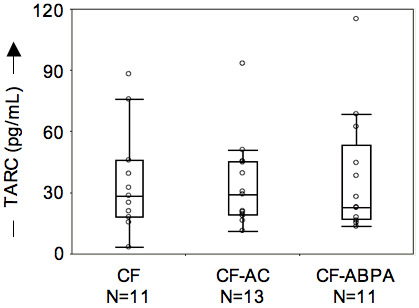 120
90
60
30
0
TARC (pg/mL)
CF CF-AC CF-ABPA
N=11 N=13 N=11